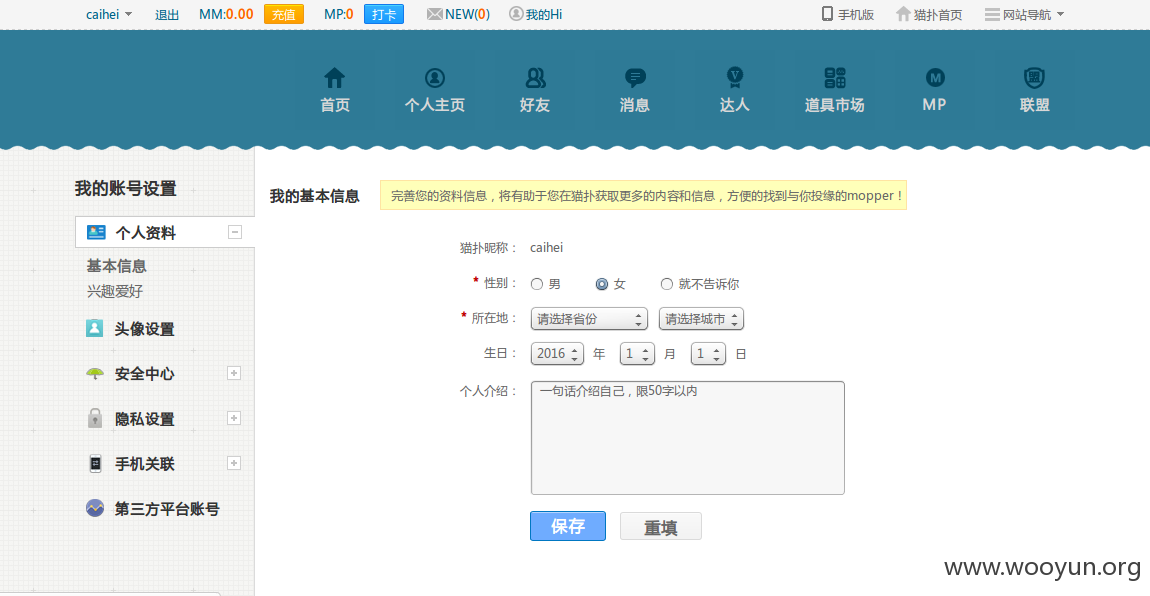 caihei 退出 MM:0.00 充值 MP:0 打卡 NEW(0) 我的Hi 手机版 猫扑首页 网站导航
首页 个人主页 好友 消息 达人 道具市场 MP 联盟
我的账号设置
个人资料
基本信息
兴趣爱好
头像设置
安全中心
隐私设置
手机关联
第三方平台账号
我的基本信息 完善您的资料信息，将有助于您在猫扑获取更多的内容和信息，方便的找到与你投缘的mopper！
猫扑昵称： caihei
* 性别： 男 女 就不告诉你
* 所在地： 请选择省份 请选择城市
生日： 2016 年 1 月 1 日
个人介绍： 一句话介绍自己，限50字以内
保存 重填
www.wooyun.org